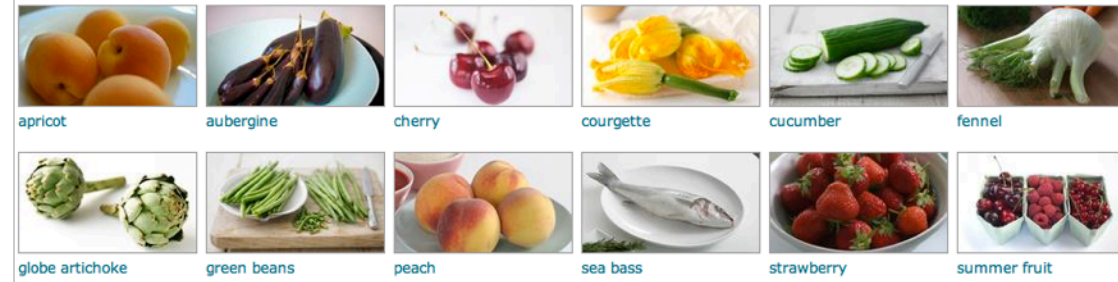 apricot
aubergine
cherry
courgette
cucumber
fennel
globe artichoke
green beans
peach
sea bass
strawberry
summer fruit